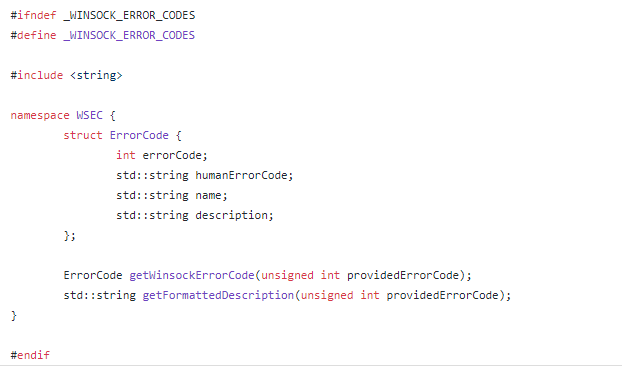 #ifndef _WINSOCK_ERROR_CODES
#define _WINSOCK_ERROR_CODES
#include <string>
namespace WSEC {
struct ErrorCode {
int errorCode;
std::string humanErrorCode;
std::string name;
std::string description;
};
ErrorCode getWinsockErrorCode(unsigned int providedErrorCode);
std::string getFormattedDescription(unsigned int providedErrorCode);
}
#endif